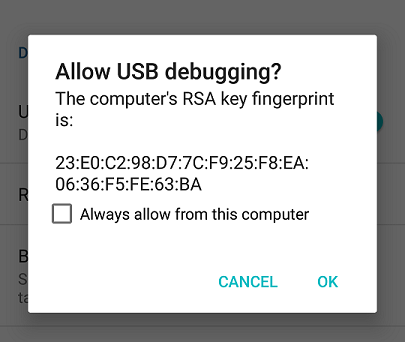 D
U
D
Allow USB debugging?
The computer's RSA key fingerprint
is:
23:E0:C2:98:D7:7C:F9:25:F8:EA:
06:36:F5:FE:63:BA
Always allow from this computer
R
B
S
ta
CANCEL
OK